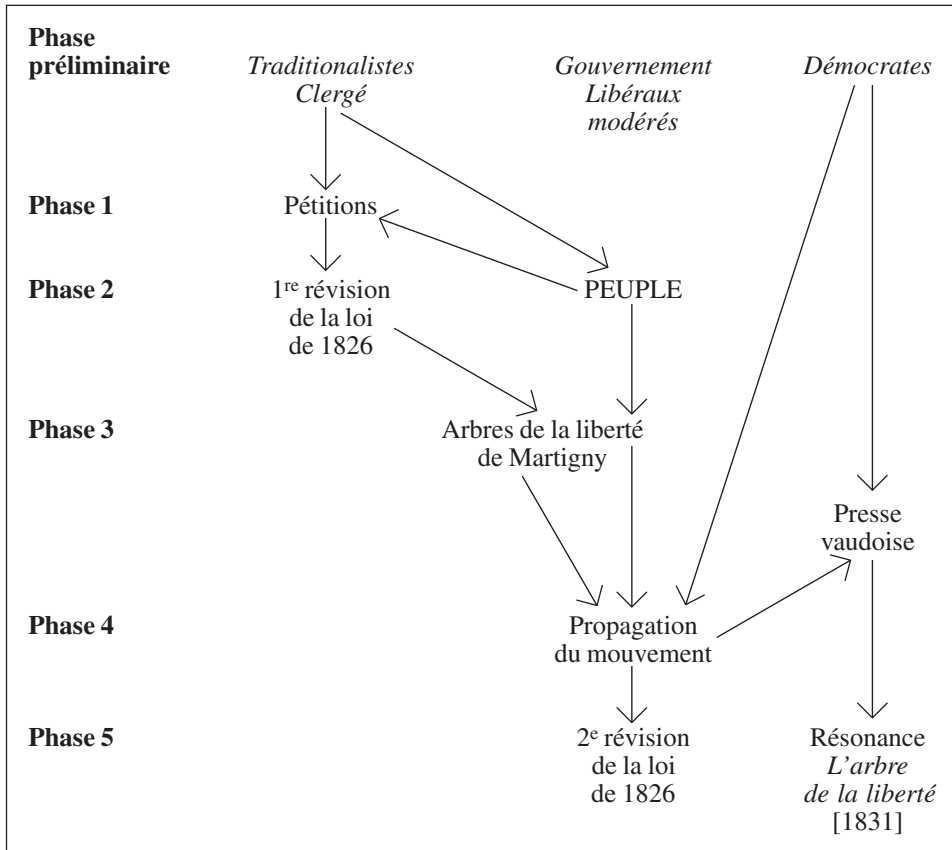 Phase
préliminaire
Traditionalistes
Clergé
Gouvernement
Libéraux
modérés
Démocrates
Phase 1
Pétitions
Phase 2
1re révision
de la loi
de 1826
PEUPLE
Phase 3
Arbres de la liberté
de Martigny
Presse
vaudoise
Phase 4
Propagation
du mouvement
Phase 5
2e révision
de la loi
de 1826
Résonance
L'arbre
de la liberté
[1831]